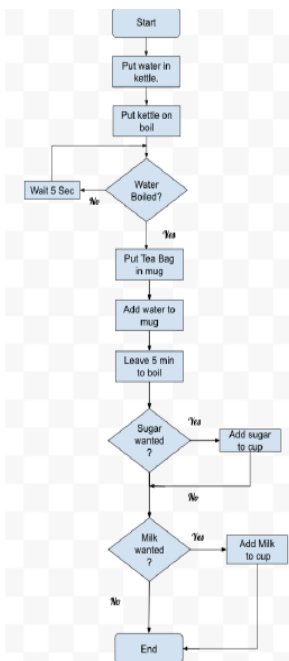 Start
Put water in
kettle.
Put kettle on
boil
Water
Boiled?
Wait 5 Sec
No
Yes
Put Tea Bag
in mug
Add water to
mug
Leave 5 min
to boil
Sugar
wanted
?
Yes
Add sugar
to cup
No
Milk
wanted
?
Yes
Add Milk
to cup
No
End